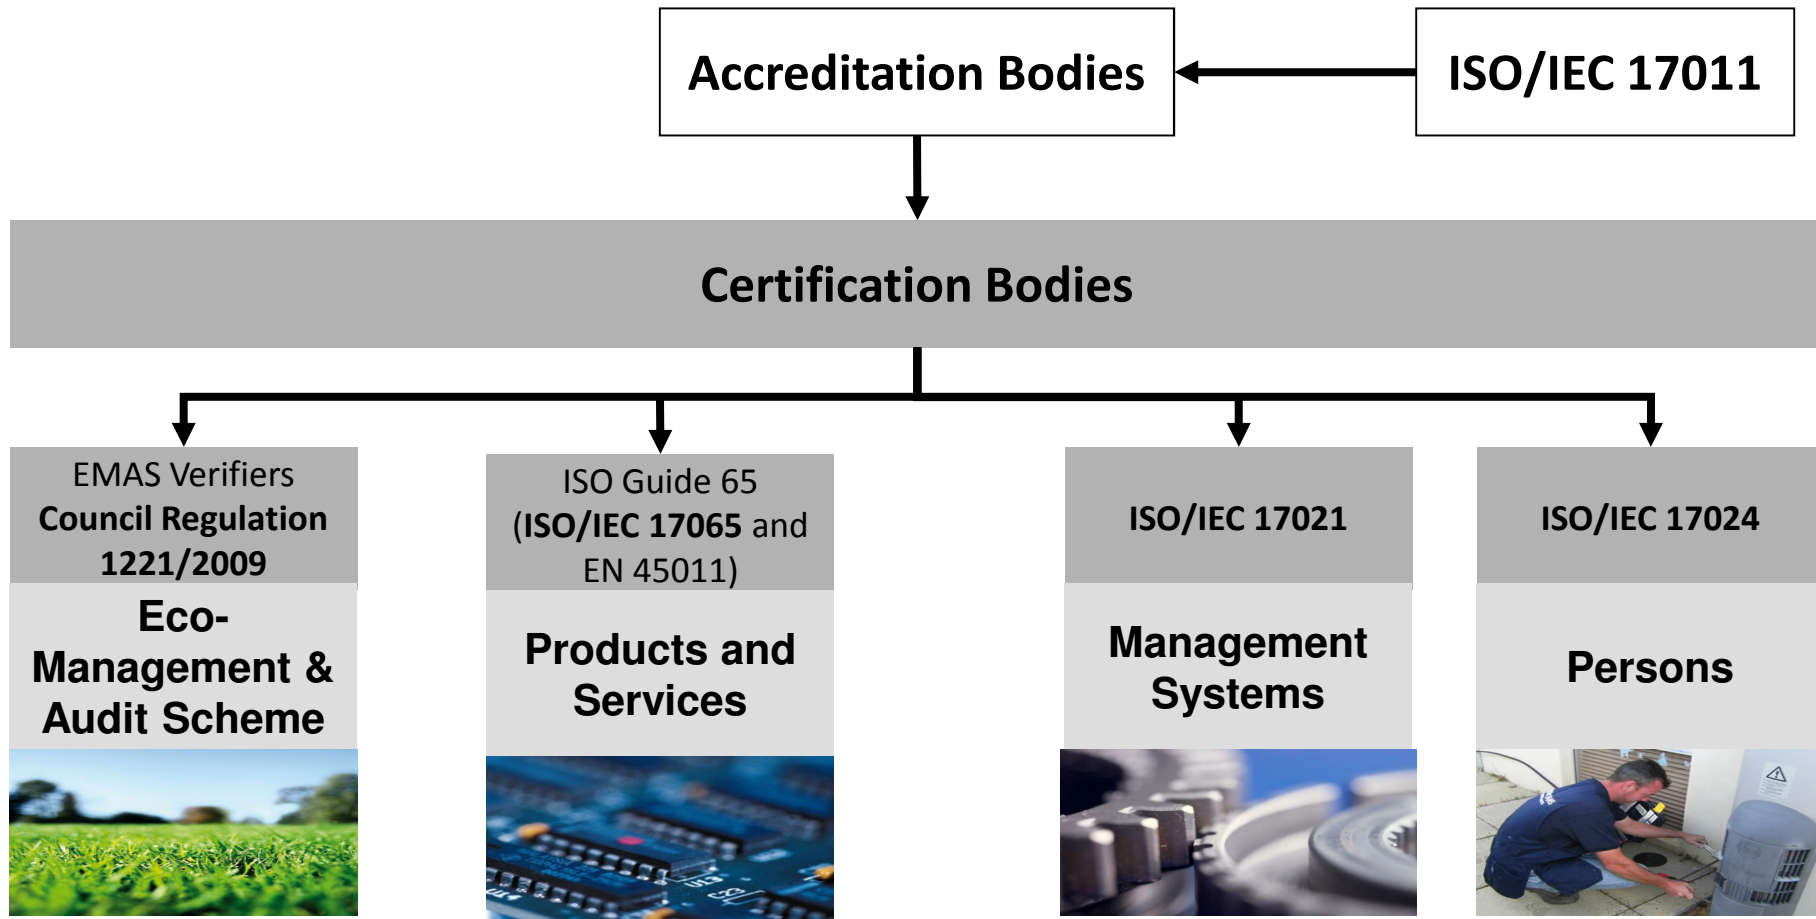 Accreditation Bodies
ISO/IEC 17011
Certification Bodies
EMAS Verifiers
Council Regulation
1221/2009
ISO Guide 65
(ISO/IEC 17065 and
EN 45011)
ISO/IEC 17021
ISO/IEC 17024
Eco-
Management &
Audit Scheme
Products and
Services
Management
Systems
Persons